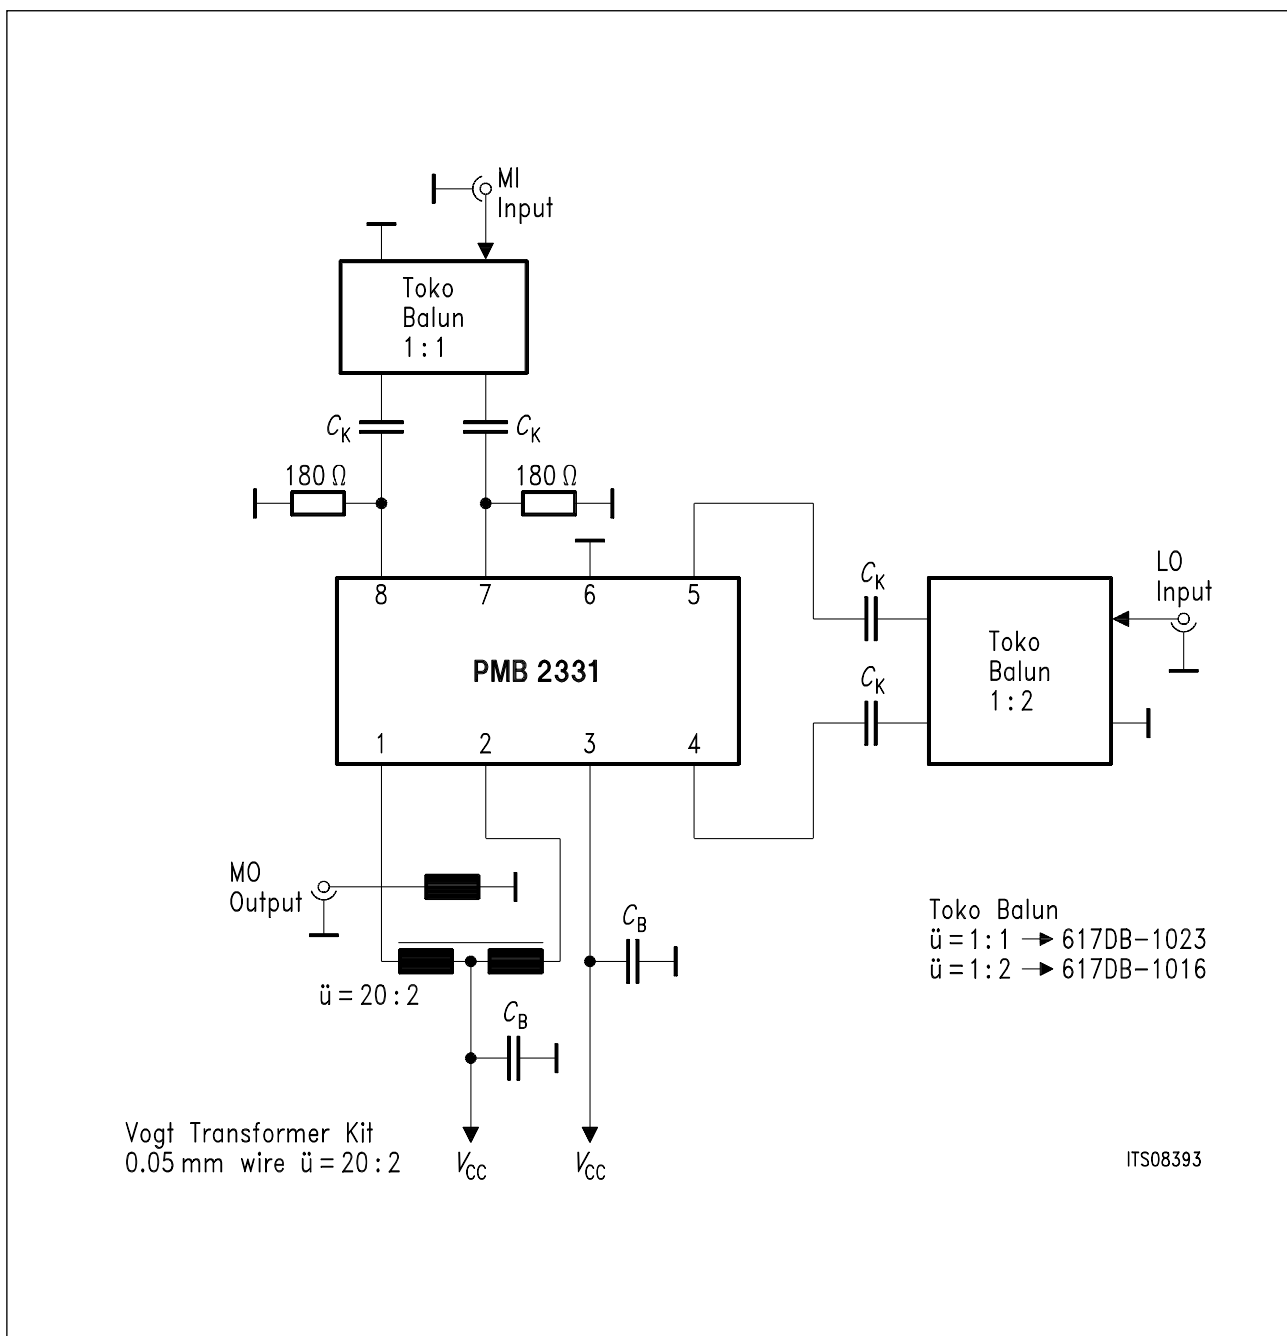 MI
Input
Toko
Balun
1:1
C_K
C_K
180 Ω
180 Ω
8 7 6 5
PMB 2331
1 2 3 4
C_K
C_K
LO
Input
Toko
Balun
1:2
MO
Output
ü=20:2
C_B
C_B
Toko Balun
ü=1:1 → 617DB-1023
ü=1:2 → 617DB-1016
Vogt Transformer Kit
0.05 mm wire ü=20:2
V_CC
V_CC
ITS08393